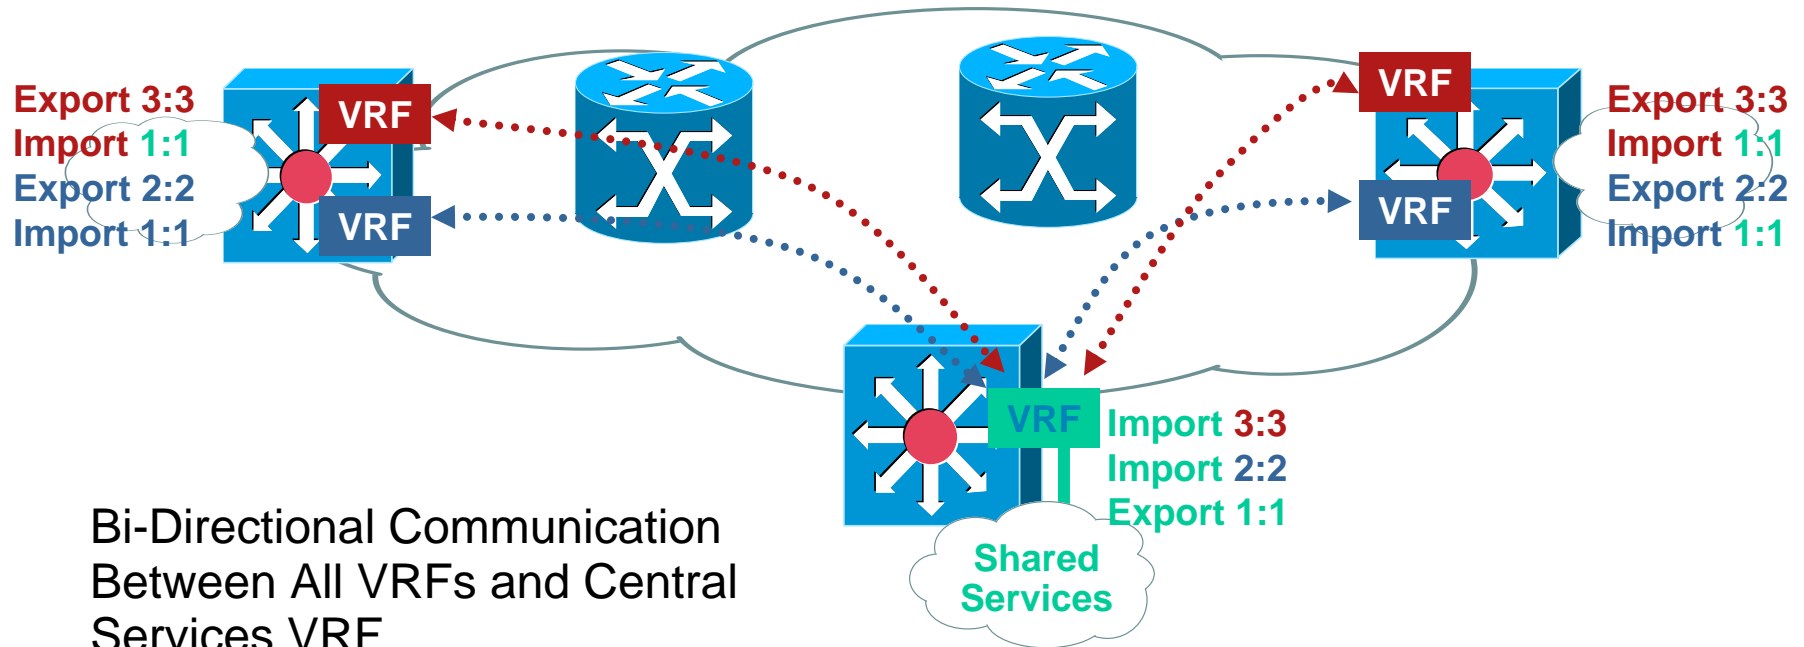 Export 3:3
Import 1:1
Export 2:2
Import 1:1
VRF
VRF
VRF
VRF
Export 3:3
Import 1:1
Export 2:2
Import 1:1
VRF
Import 3:3
Import 2:2
Export 1:1
Shared
Services
Bi-Directional Communication
Between All VRFs and Central
Services VRF